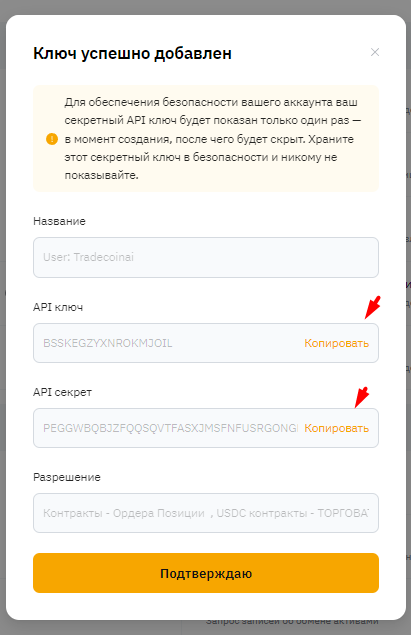 Ключ успешно добавлен
Для обеспечения безопасности вашего аккаунта ваш
секретный API ключ будет показан только один раз —
в момент создания, после чего будет скрыт. Храните
этот секретный ключ в безопасности и никому не
показывайте.
Название
User: Tradecoinai
API ключ
BSSKEGZYXNROKMJOIL
Копировать
API секрет
PEGGWBQBJZFQQSQVTFASXJMSFNFUSRGONG
Копировать
Разрешение
Контракты - Ордера Позиции , USDC контракты - ТОРГОВА
Подтверждаю
Запрос записей об обмене активами